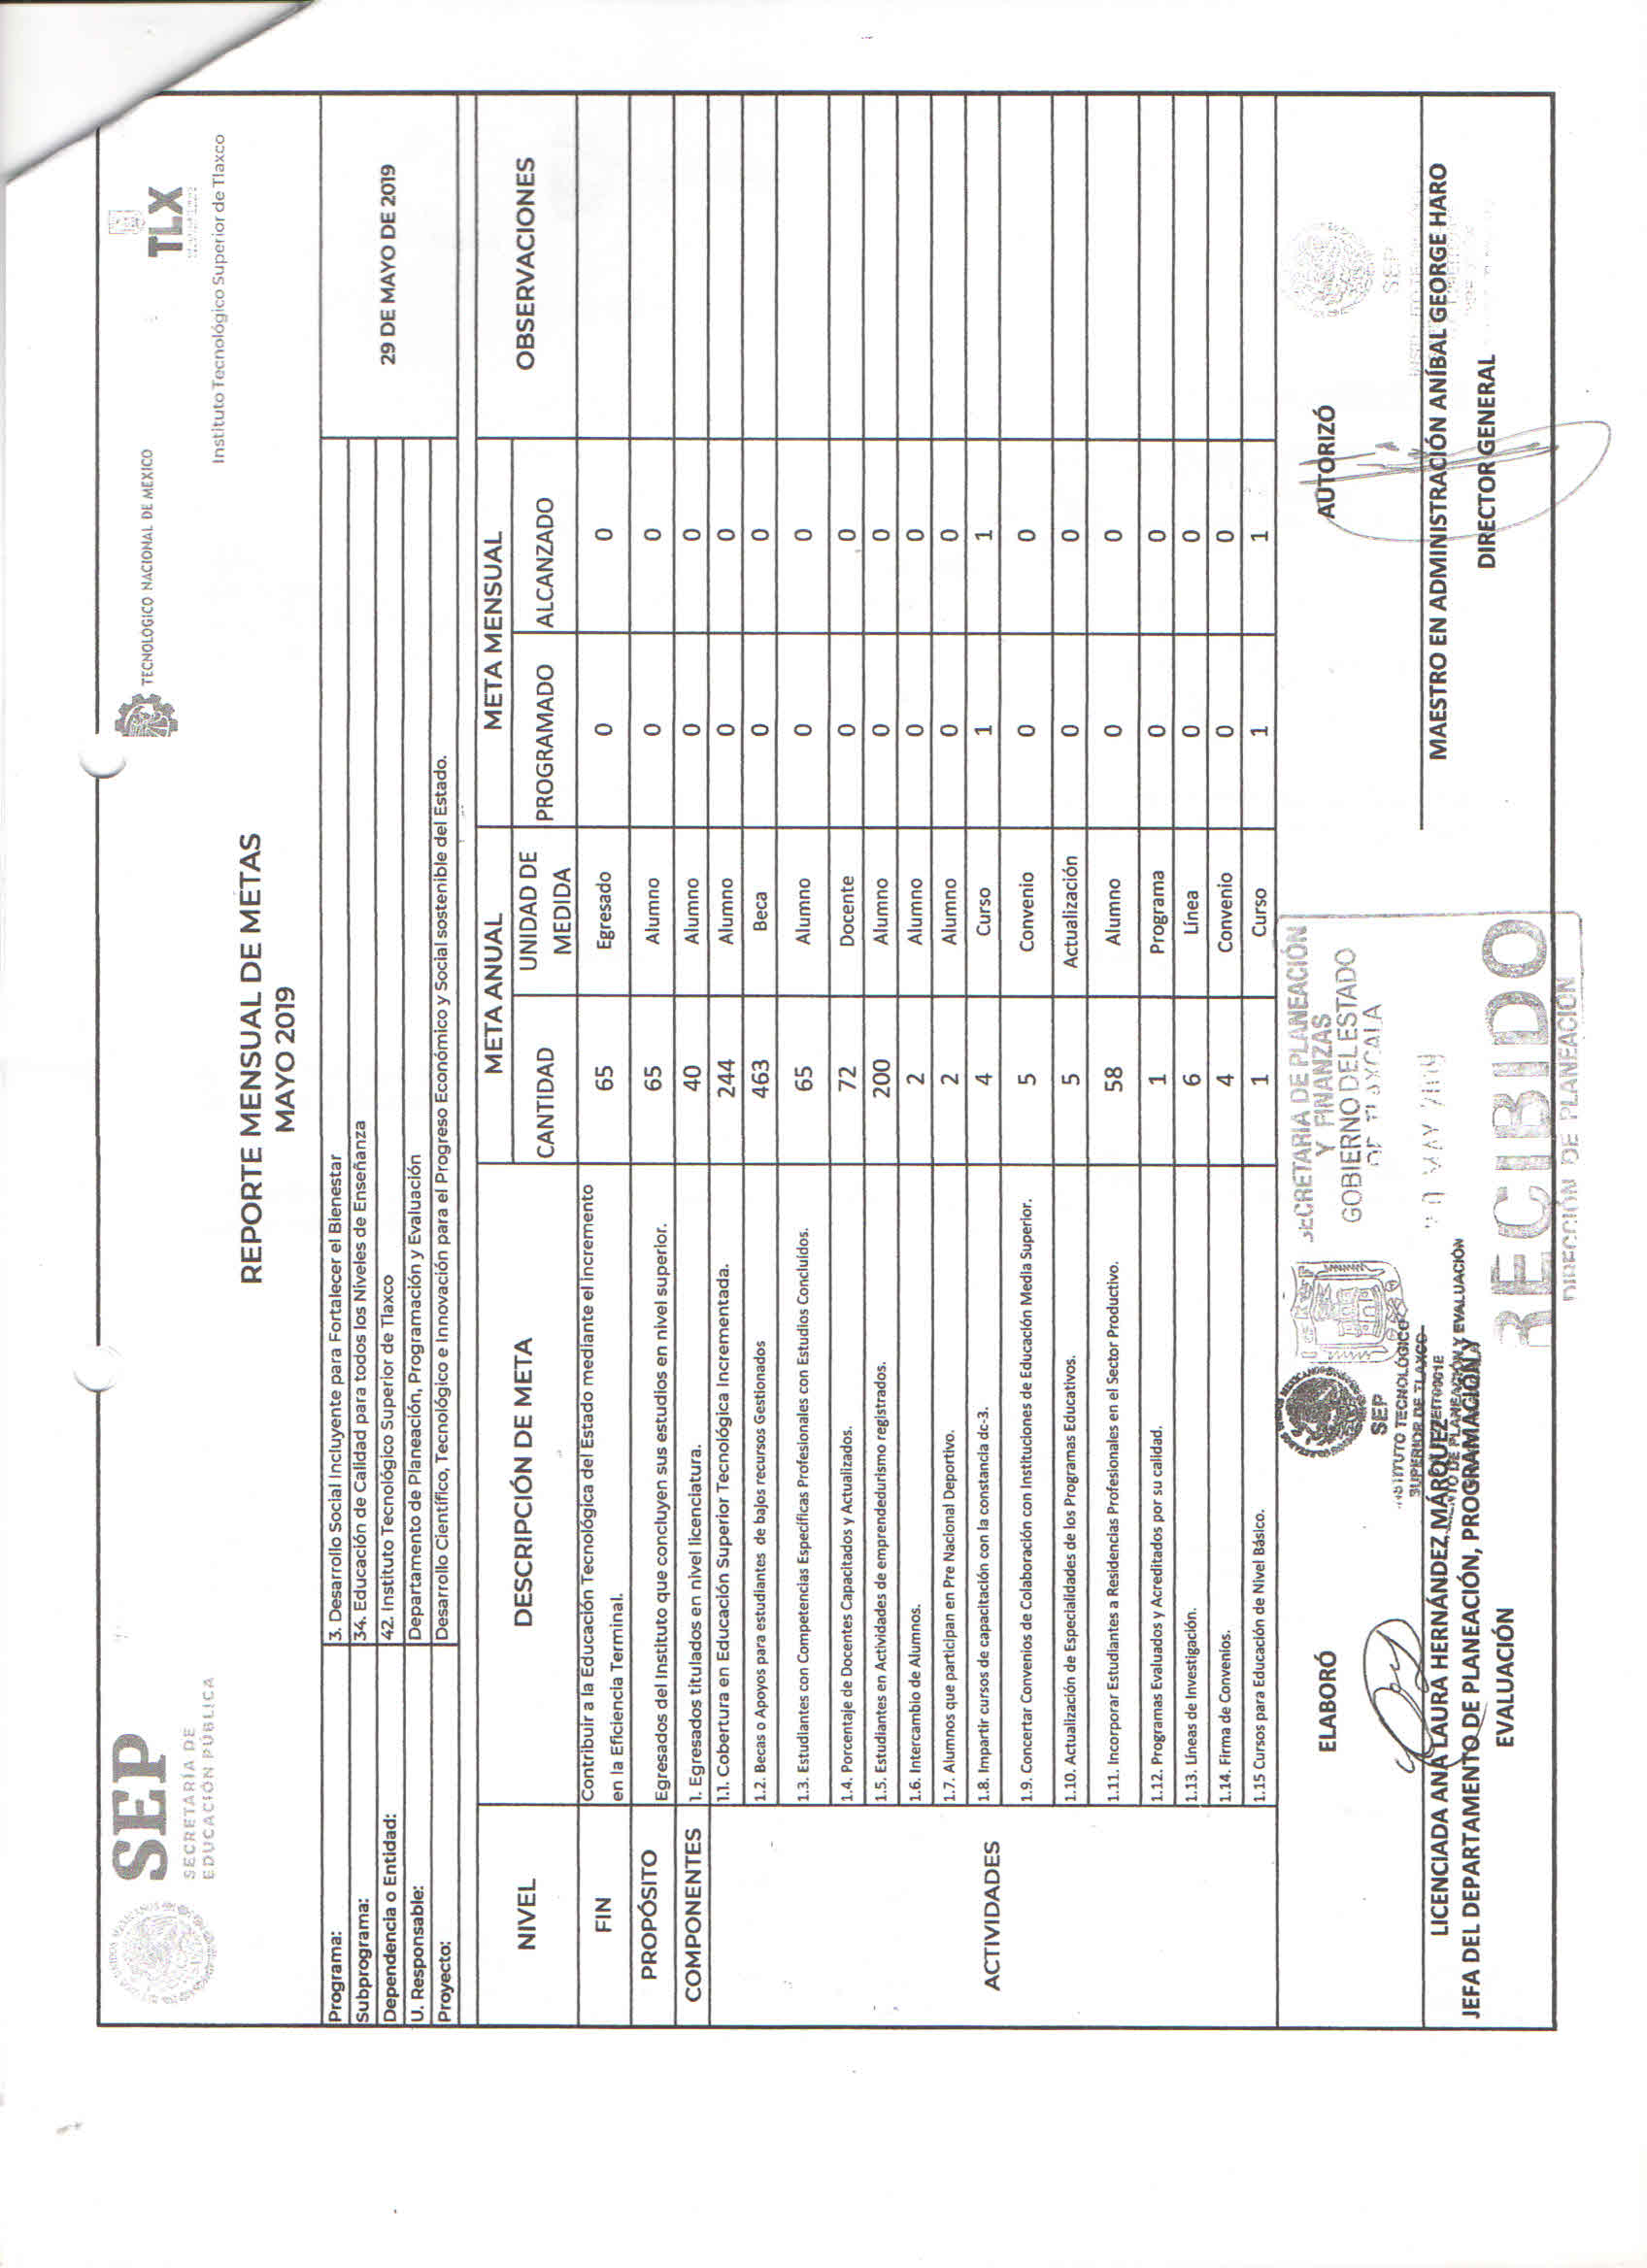 SEP
SECRETARÍA DE
EDUCACIÓN PÚBLICA
TECNOLÓGICO NACIONAL DE MÉXICO
TLX
Instituto Tecnológico Superior de Tlaxco
REPORTE MENSUAL DE METAS
MAYO 2019
Programa: 3. Desarrollo Social Incluyente para Fortalecer el Bienestar
Subprograma: 34. Educación de Calidad para todos los Niveles de Enseñanza
Dependencia o Entidad: 42. Instituto Tecnológico Superior de Tlaxco
U. Responsable: Departamento de Planeación, Programación y Evaluación
Proyecto: Desarrollo Científico, Tecnológico e Innovación para el Progreso Económico y Social sostenible del Estado.
29 DE MAYO DE 2019
NIVEL DESCRIPCIÓN DE META META ANUAL META MENSUAL OBSERVACIONES
CANTIDAD UNIDAD DE MEDIDA PROGRAMADO ALCANZADO
FIN Contribuir a la Educación Tecnológica del Estado mediante el incremento
en la Eficiencia Terminal. 65 Egresado 0 0
PROPÓSITO Egresados del Instituto que concluyen sus estudios en nivel superior. 65 Alumno 0 0
COMPONENTES 1. Egresados titulados en nivel licenciatura. 40 Alumno 0 0
ACTIVIDADES
1.1. Cobertura en Educación Superior Tecnológica Incrementada. 244 Alumno 0 0
1.2. Becas o Apoyos para estudiantes de bajos recursos Gestionados 463 Beca 0 0
1.3. Estudiantes con Competencias Específicas Profesionales con Estudios Concluidos. 65 Alumno 0 0
1.4. Porcentaje de Docentes Capacitados y Actualizados. 72 Docente 0 0
1.5. Estudiantes en Actividades de emprendedurismo registrados. 200 Alumno 0 0
1.6. Intercambio de Alumnos. 2 Alumno 0 0
1.7. Alumnos que participan en Pre Nacional Deportivo. 2 Alumno 0 0
1.8. Impartir cursos de capacitación con la constancia dc-3. 4 Curso 1 1
1.9. Concertar Convenios de Colaboración con Instituciones de Educación Media Superior. 5 Convenio 0 0
1.10. Actualización de Especialidades de los Programas Educativos. 5 Actualización 0 0
1.11. Incorporar Estudiantes a Residencias Profesionales en el Sector Productivo. 58 Alumno 0 0
1.12. Programas Evaluados y Acreditados por su calidad. 1 Programa 0 0
1.13. Líneas de Investigación. 6 Línea 0 0
1.14. Firma de Convenios. 4 Convenio 0 0
1.15 Cursos para Educación de Nivel Básico. 1 Curso 1 1
ELABORÓ
LICENCIADA ANA LAURA HERNÁNDEZ MÁRQUEZ
JEFA DEL DEPARTAMENTO DE PLANEACIÓN, PROGRAMACIÓN Y
EVALUACIÓN
SEP
INSTITUTO TECNOLÓGICO
SUPERIOR DE TLAXCO
DE PLANEACIÓN Y EVALUACIÓN
SECRETARIA DE PLANEACIÓN
Y FINANZAS
GOBIERNO DEL ESTADO
DE TLAXCALA
MAY 2019
RECIBIDO
DIRECCIÓN DE PLANEACIÓN
AUTORIZÓ
SEP
MAESTRO EN ADMINISTRACIÓN ANÍBAL GEORGE HARO
DIRECTOR GENERAL